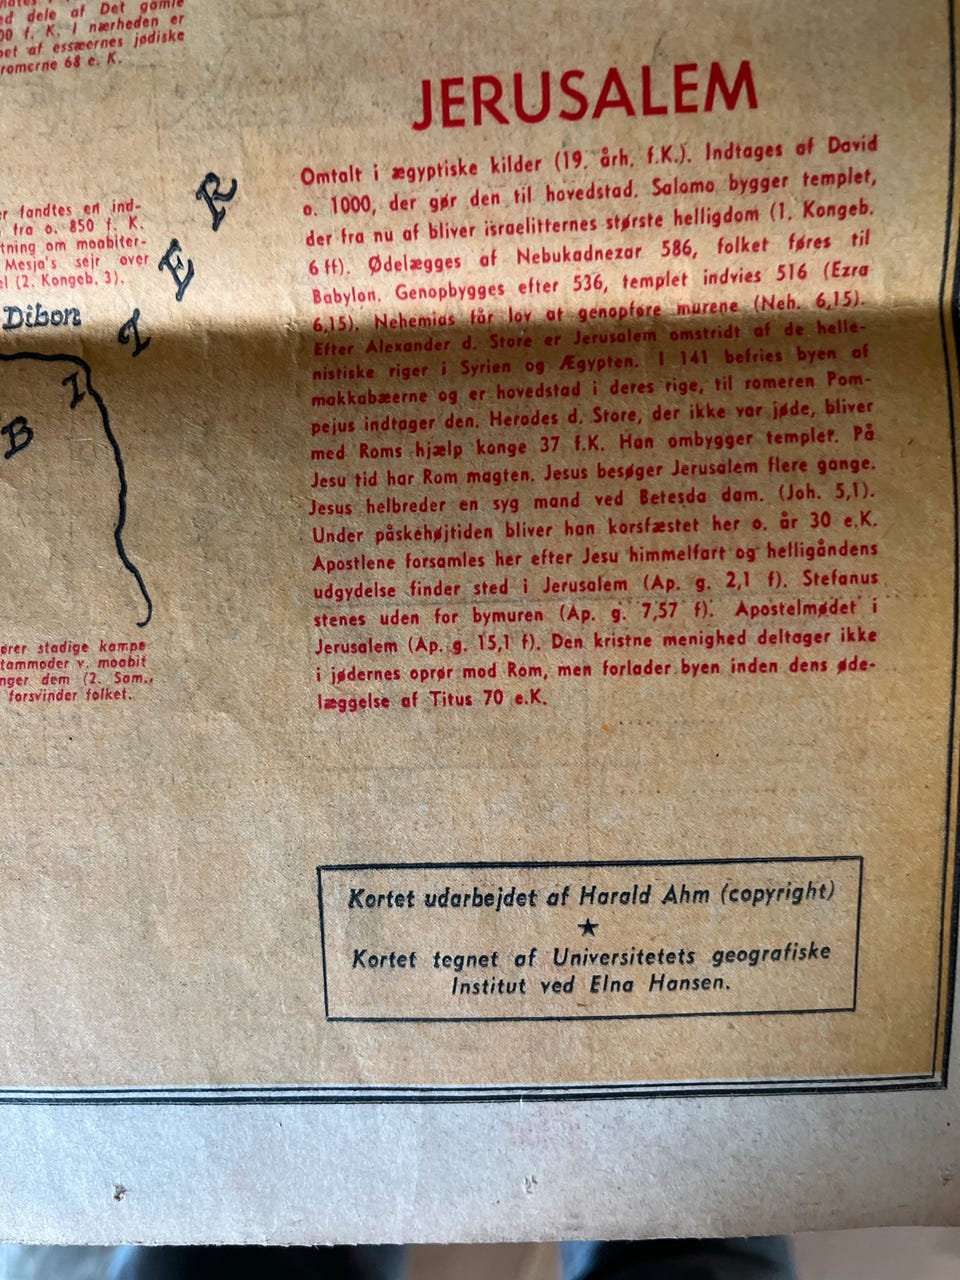 ed dele af Det gamle
00 f. K. I nærheden er
bet af essæernes jødiske
romerne 68 e. K.
er fandtes en ind-
fra o. 850 f. K.
tning om moabiter-
Mesja's sejr over
el (2. Kongeb. 3).
Dibon
B I T E R
ører stadige kampe
tammoder v. moabit
nger dem (2. Sam.,
forsvinder folket.
JERUSALEM
Omtalt i ægyptiske kilder (19. årh. f.K.). Indtages af David
o. 1000, der gør den til hovedstad. Salomo bygger templet,
der fra nu af bliver israelitternes største helligdom (1. Kongeb.
6 ff). Ødelægges af Nebukadnezar 586, folket føres til
Babylon. Genopbygges efter 536, templet indvies 516 (Ezra
6,15). Nehemias får lov at genopføre murene (Neh. 6,15).
Efter Alexander d. Store er Jerusalem omstridt af de helle-
nistiske riger i Syrien og Ægypten. I 141 befries byen af
makkabæerne og er hovedstad i deres rige, til romeren Pom-
pejus indtager den. Herodes d. Store, der ikke var jøde, bliver
med Roms hjælp konge 37 f.K. Han ombygger templet. På
Jesu tid har Rom magten. Jesus besøger Jerusalem flere gange.
Jesus helbreder en syg mand ved Betesda dam. (Joh. 5,1).
Under påskehøjtiden bliver han korsfæstet her o. år 30 e.K.
Apostlene forsamles her efter Jesu himmelfart og helligåndens
udgydelse finder sted i Jerusalem (Ap. g. 2,1 f). Stefanus
stenes uden for bymuren (Ap. g. 7,57 f). Apostelmødet i
Jerusalem (Ap. g. 15,1 f). Den kristne menighed deltager ikke
i jødernes oprør mod Rom, men forlader byen inden dens øde-
læggelse af Titus 70 e.K.
Kortet udarbejdet af Harald Ahm (copyright)
★
Kortet tegnet af Universitetets geografiske
Institut ved Elna Hansen.